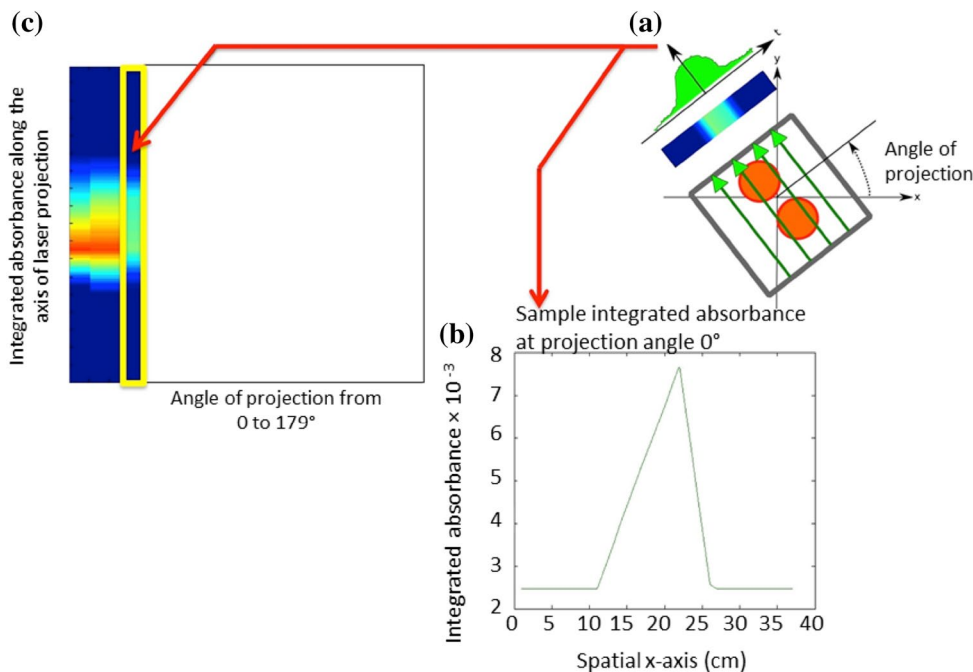 (c)
Integrated absorbance along the
axis of laser projection
Angle of projection from
0 to 179°
(a)
t
y
x
Angle of
projection
(b)
Sample integrated absorbance
at projection angle 0°
Integrated absorbance × 10⁻³
8
7
6
5
4
3
2
0 5 10 15 20 25 30 35 40
Spatial x-axis (cm)